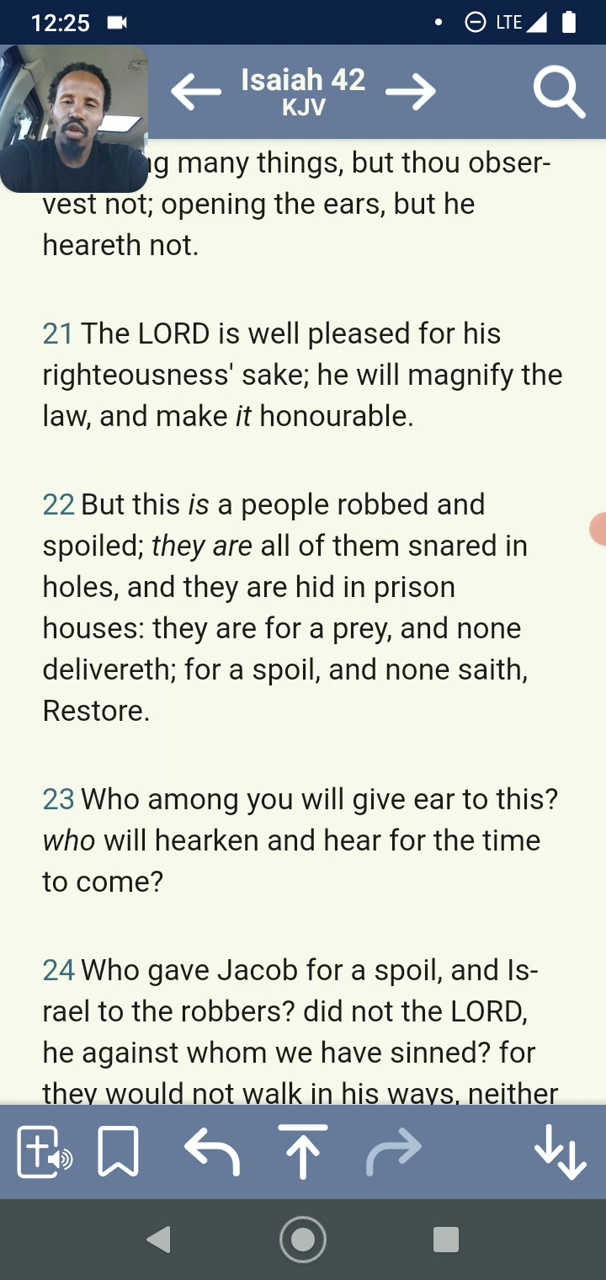 12:25
LTE
Isaiah 42
KJV
many things, but thou obser-
vest not; opening the ears, but he
heareth not.
21 The LORD is well pleased for his
righteousness' sake; he will magnify the
law, and make it honourable.
22 But this is a people robbed and
spoiled; they are all of them snared in
holes, and they are hid in prison
houses: they are for a prey, and none
delivereth; for a spoil, and none saith,
Restore.
23 Who among you will give ear to this?
who will hearken and hear for the time
to come?
24 Who gave Jacob for a spoil, and Is-
rael to the robbers? did not the LORD,
he against whom we have sinned? for
they would not walk in his ways, neither